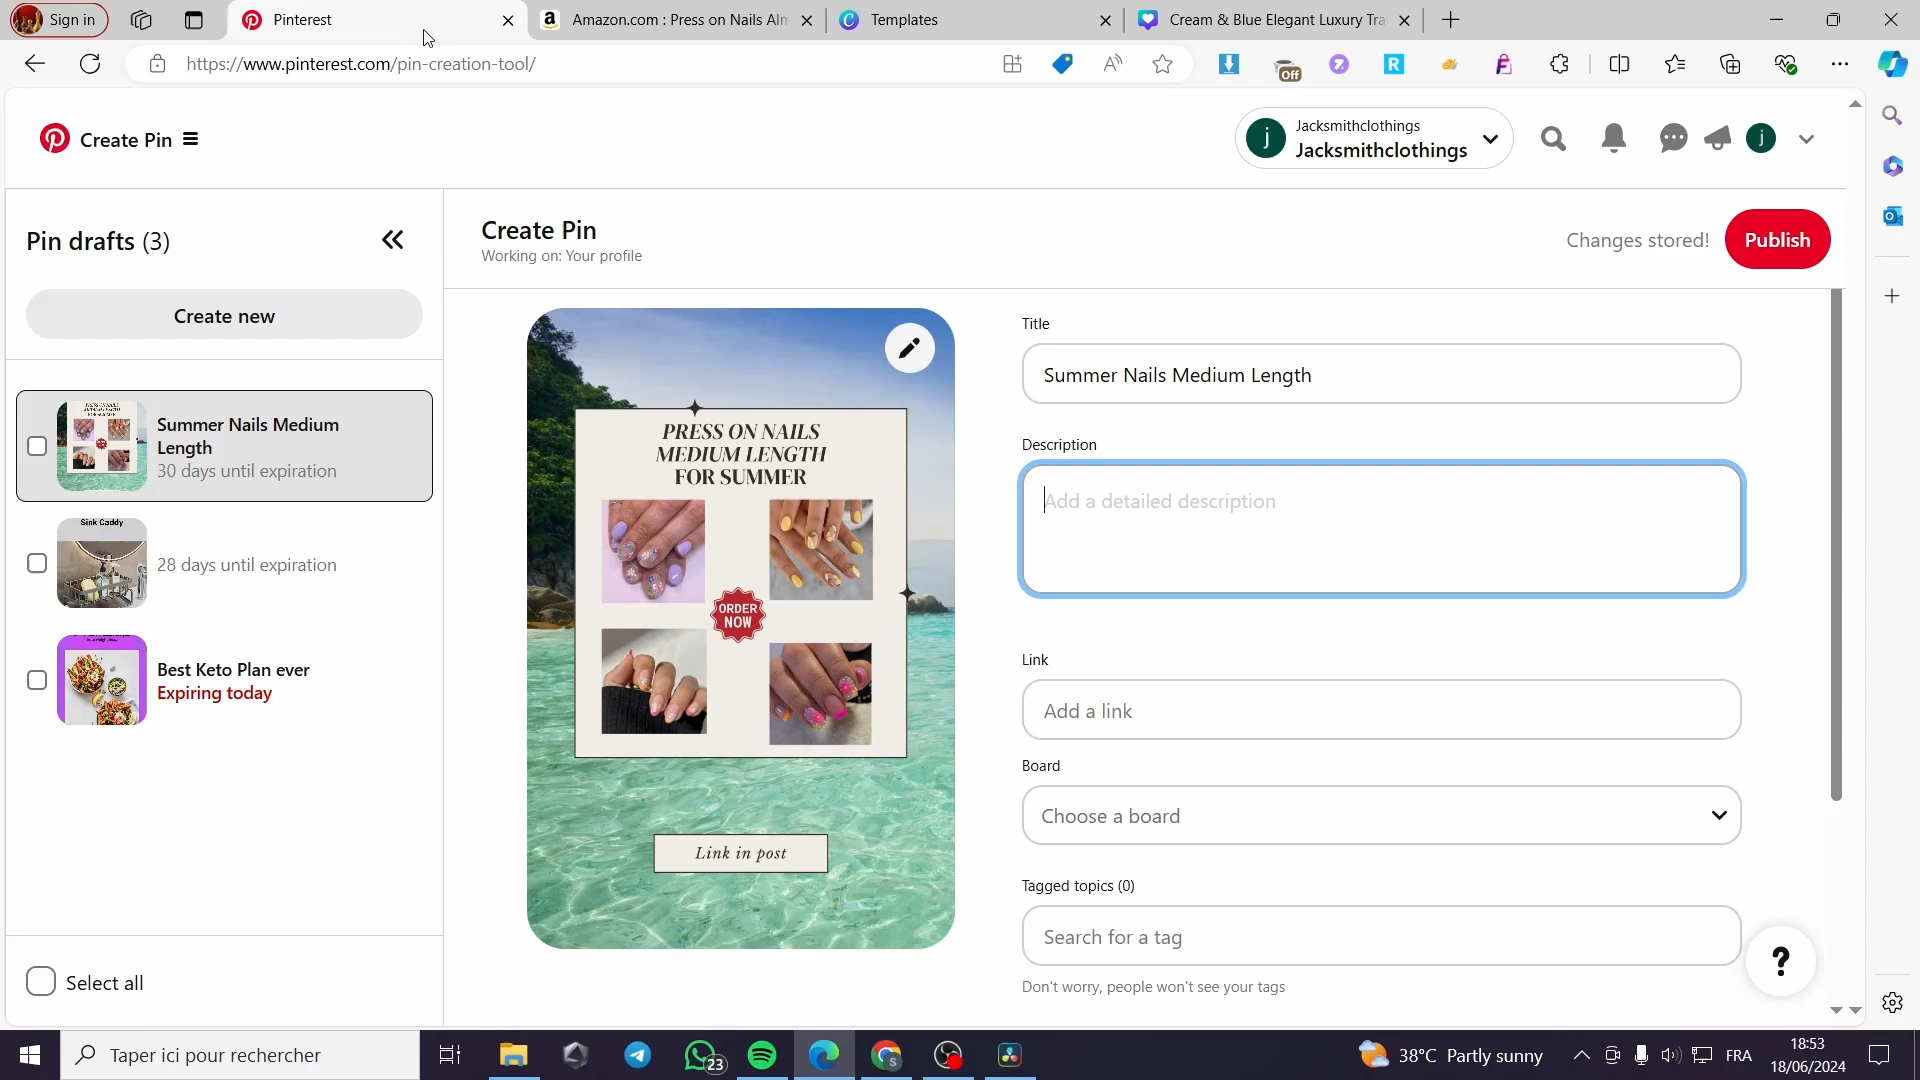 Sign in
Pinterest
Amazon.com : Press on Nails Alm
Templates
Cream & Blue Elegant Luxury Tra
https://www.pinterest.com/pin-creation-tool/
Off
Create Pin
Jacksmithclothings
Jacksmithclothings
j
j
Pin drafts (3)
Create Pin
Working on: Your profile
Changes stored!
Publish
Create new
Summer Nails Medium
Length
30 days until expiration
Sink Caddy
28 days until expiration
Best Keto Plan ever
Expiring today
Select all
PRESS ON NAILS
MEDIUM LENGTH
FOR SUMMER
ORDER
NOW
Link in post
Title
Summer Nails Medium Length
Description
Add a detailed description
Link
Add a link
Board
Choose a board
Tagged topics (0)
Search for a tag
Don't worry, people won't see your tags
?
Taper ici pour rechercher
23
38°C Partly sunny
FRA
18:53
18/06/2024